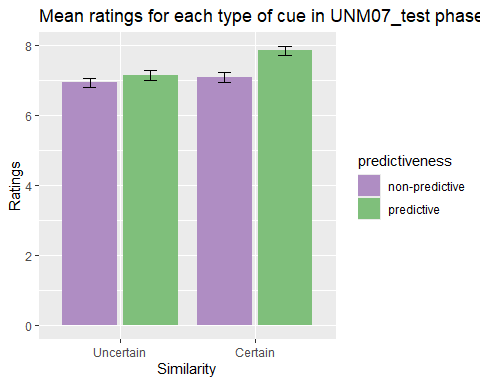 Mean ratings for each type of cue in UNM07_test phase
8
6
4
2
0
Ratings
Uncertain
Certain
Similarity
predictiveness
non-predictive
predictive